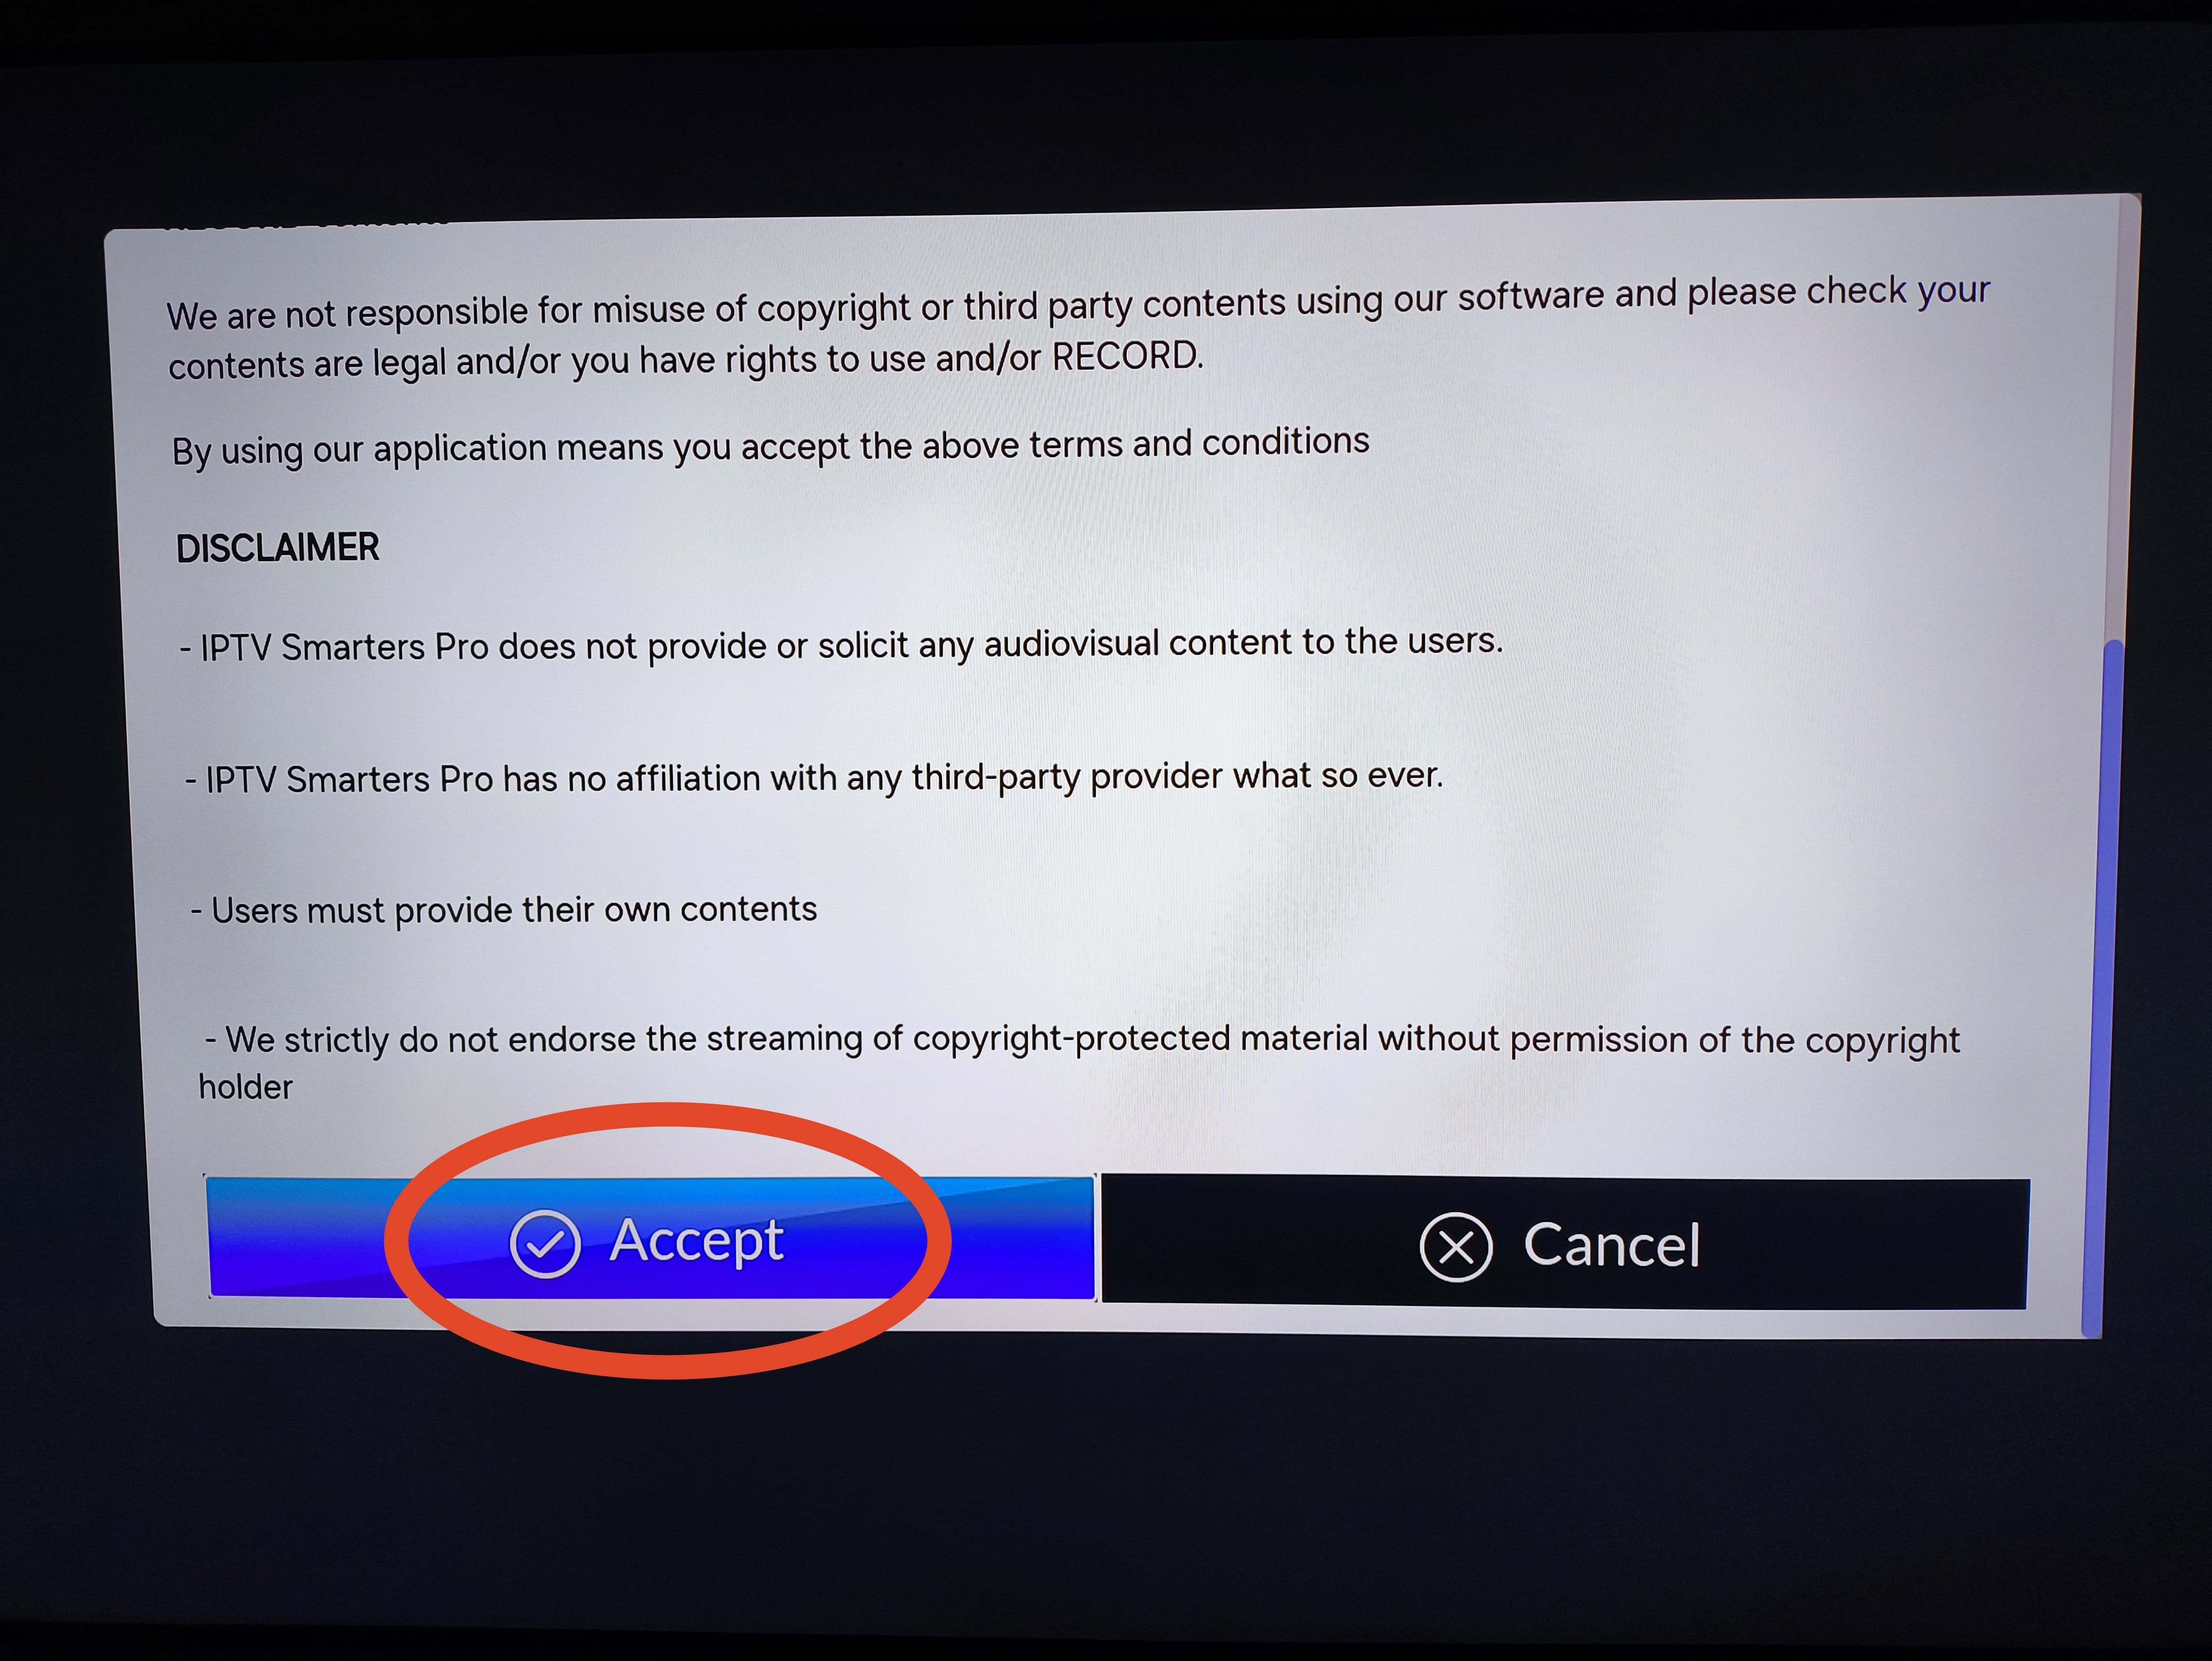 We are not responsible for misuse of copyright or third party contents using our software and please check your
contents are legal and/or you have rights to use and/or RECORD.
By using our application means you accept the above terms and conditions
DISCLAIMER
- IPTV Smarters Pro does not provide or solicit any audiovisual content to the users.
- IPTV Smarters Pro has no affiliation with any third-party provider what so ever.
- Users must provide their own contents
- We strictly do not endorse the streaming of copyright-protected material without permission of the copyright
holder
Accept
Cancel